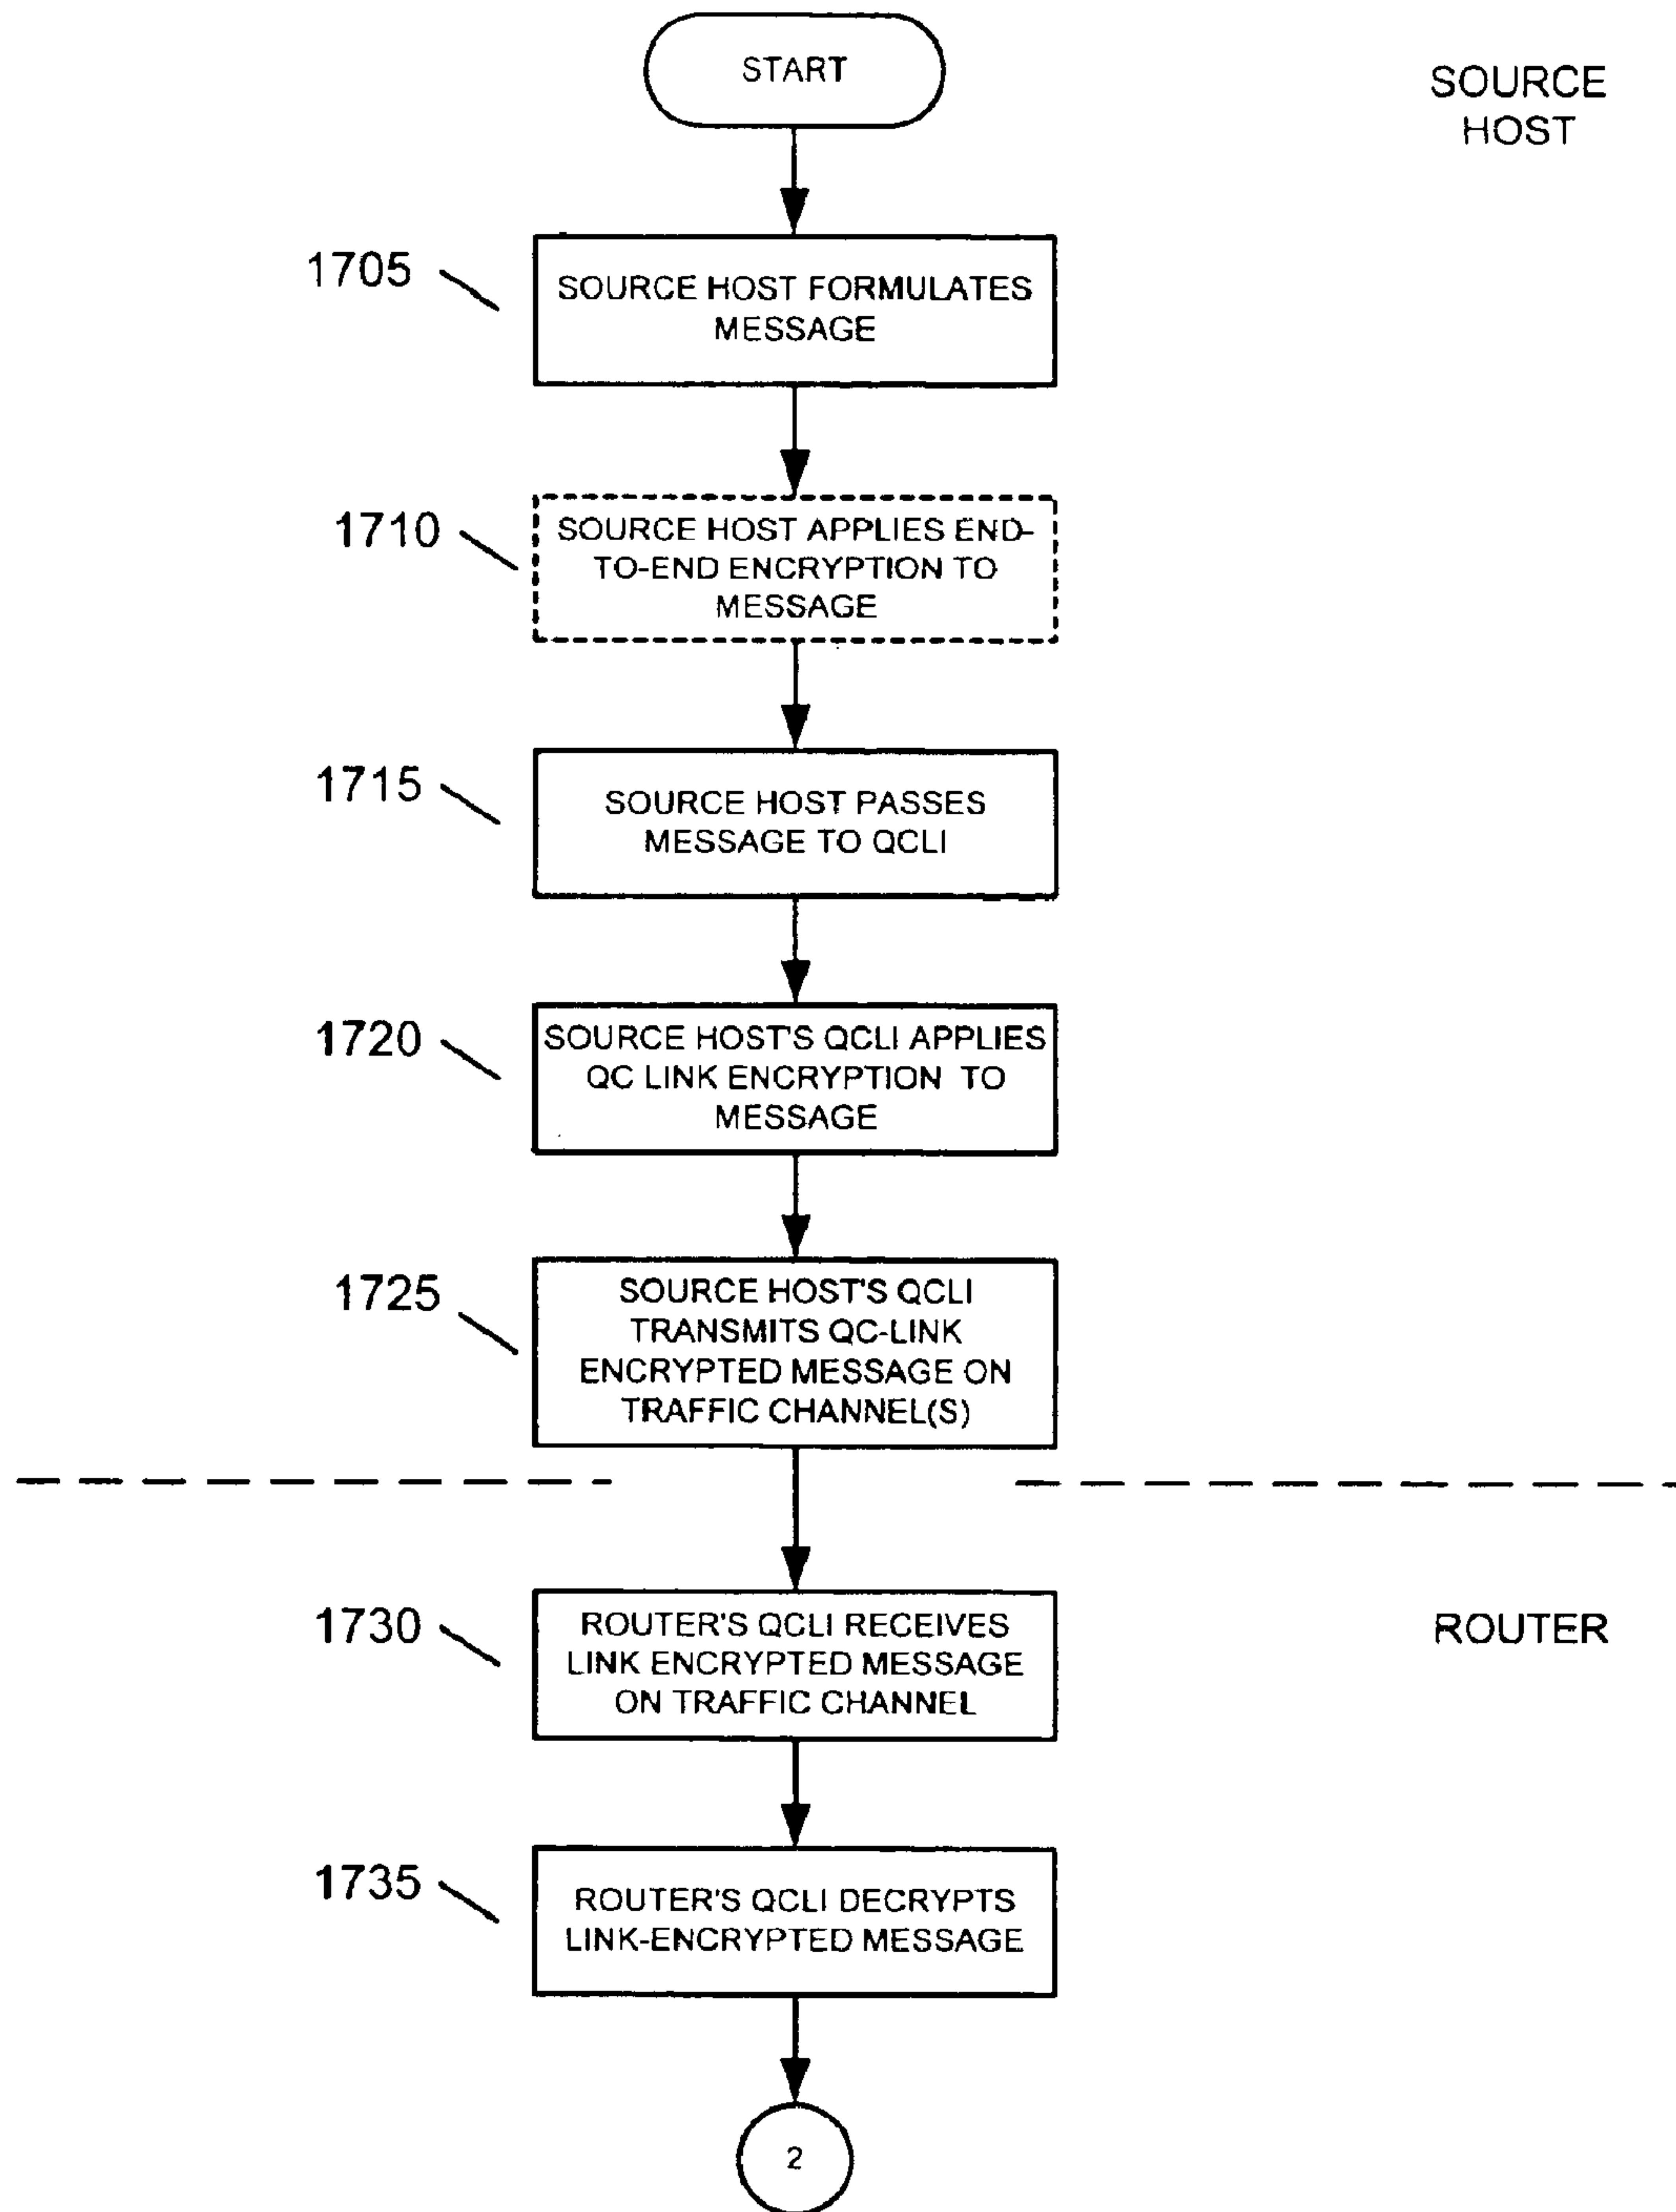 START
SOURCE
HOST
1705
SOURCE HOST FORMULATES
MESSAGE
1710
SOURCE HOST APPLIES END-
TO-END ENCRYPTION TO
MESSAGE
1715
SOURCE HOST PASSES
MESSAGE TO QCLI
1720
SOURCE HOST'S QCLI APPLIES
QC LINK ENCRYPTION TO
MESSAGE
1725
SOURCE HOST'S QCLI
TRANSMITS QC-LINK
ENCRYPTED MESSAGE ON
TRAFFIC CHANNEL(S)
1730
ROUTER'S QCLI RECEIVES
LINK ENCRYPTED MESSAGE
ON TRAFFIC CHANNEL
ROUTER
1735
ROUTER'S QCLI DECRYPTS
LINK-ENCRYPTED MESSAGE
2